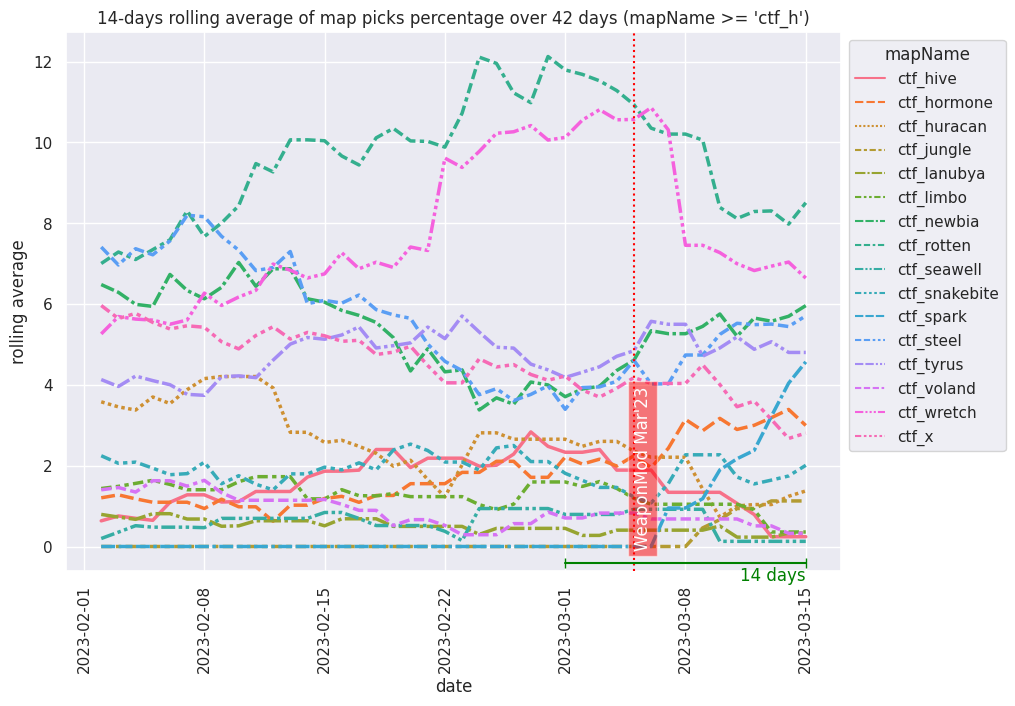 14-days rolling average of map picks percentage over 42 days (mapName >= 'ctf_h')
rolling average
12
10
8
6
4
2
0
2023-02-01
2023-02-08
2023-02-15
2023-02-22
2023-03-01
2023-03-08
2023-03-15
date
WeaponMod Mar'23
14 days
mapName
ctf_hive
ctf_hormone
ctf_huracan
ctf_jungle
ctf_lanubya
ctf_limbo
ctf_newbia
ctf_rotten
ctf_seawell
ctf_snakebite
ctf_spark
ctf_steel
ctf_tyrus
ctf_voland
ctf_wretch
ctf_x